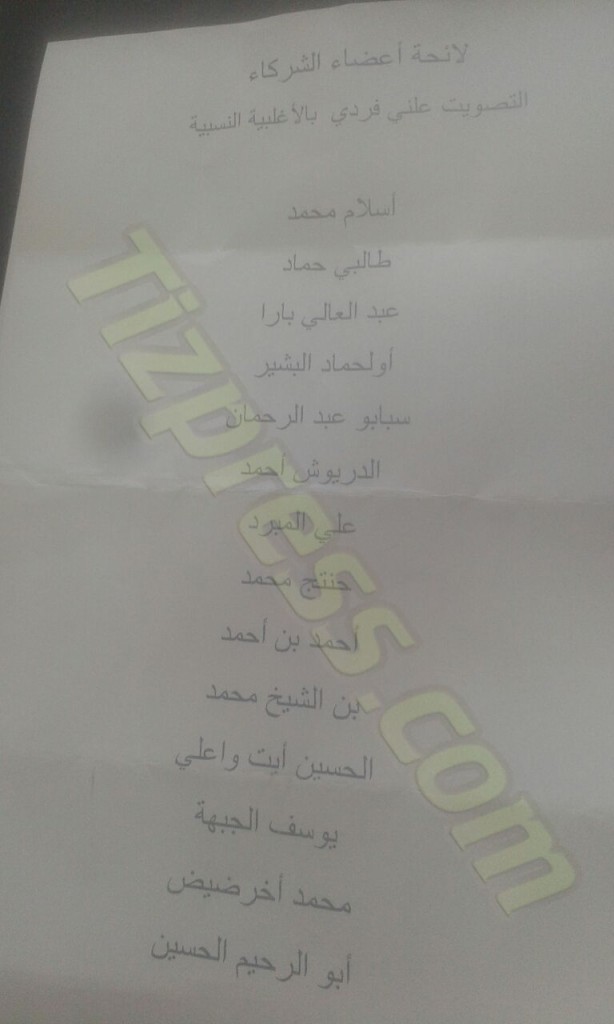 لائحة أعضاء الشركاء
التصويت علني فردي بالأغلبية النسبية
أسلام محمد
طالبي حماد
عبد العالي بارا
أولحماد البشير
سبابو عبد الرحمان
الدريوش أحمد
علي المبرد
حنتج محمد
أحمد بن أحمد
بن الشيخ محمد
الحسين أيت واعلي
يوسف الجبهة
محمد أخرضيض
أبو الرحيم الحسين
Tizpress.com